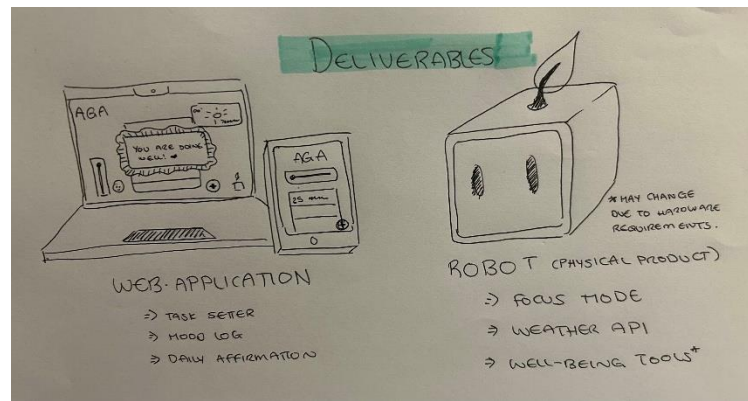 DELIVERABLES
AGA
YOU ARE DOING
WELL!
AGA
25 MIN
* MAY CHANGE
DUE TO HARDWARE
REQUIREMENTS.
WEB-APPLICATION
=> TASK SETTER
=> MOOD LOG
=> DAILY AFFIRMATION
ROBOT (PHYSICAL PRODUCT)
=> FOCUS MODE
=> WEATHER API
=> WELL-BEING TOOLS*